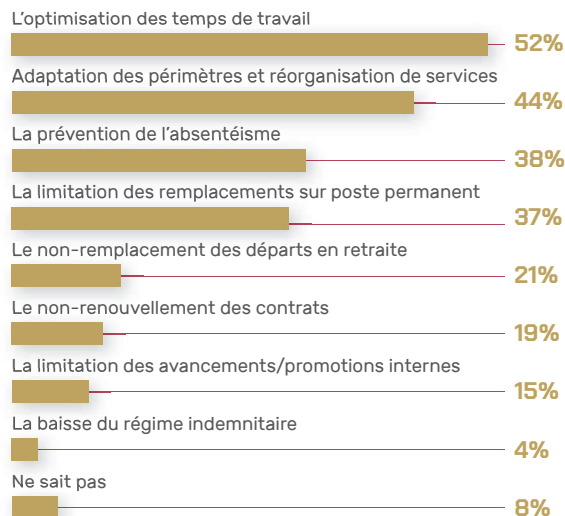 L'optimisation des temps de travail
52%
Adaptation des périmètres et réorganisation de services
44%
La prévention de l'absentéisme
38%
La limitation des remplacements sur poste permanent
37%
Le non-remplacement des départs en retraite
21%
Le non-renouvellement des contrats
19%
La limitation des avancements/promotions internes
15%
La baisse du régime indemnitaire
4%
Ne sait pas
8%